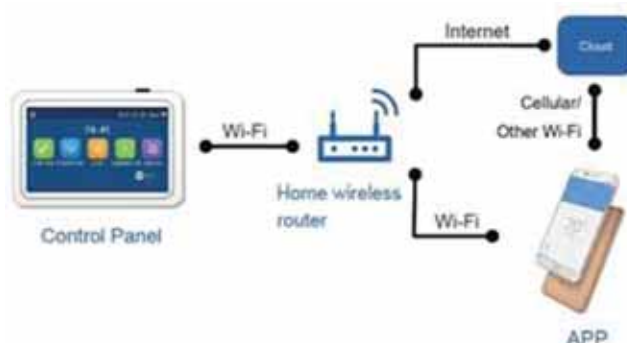 Internet
Cloud
Cellular/
Other Wi-Fi
Wi-Fi
Home wireless
router
Wi-Fi
Control Panel
APP